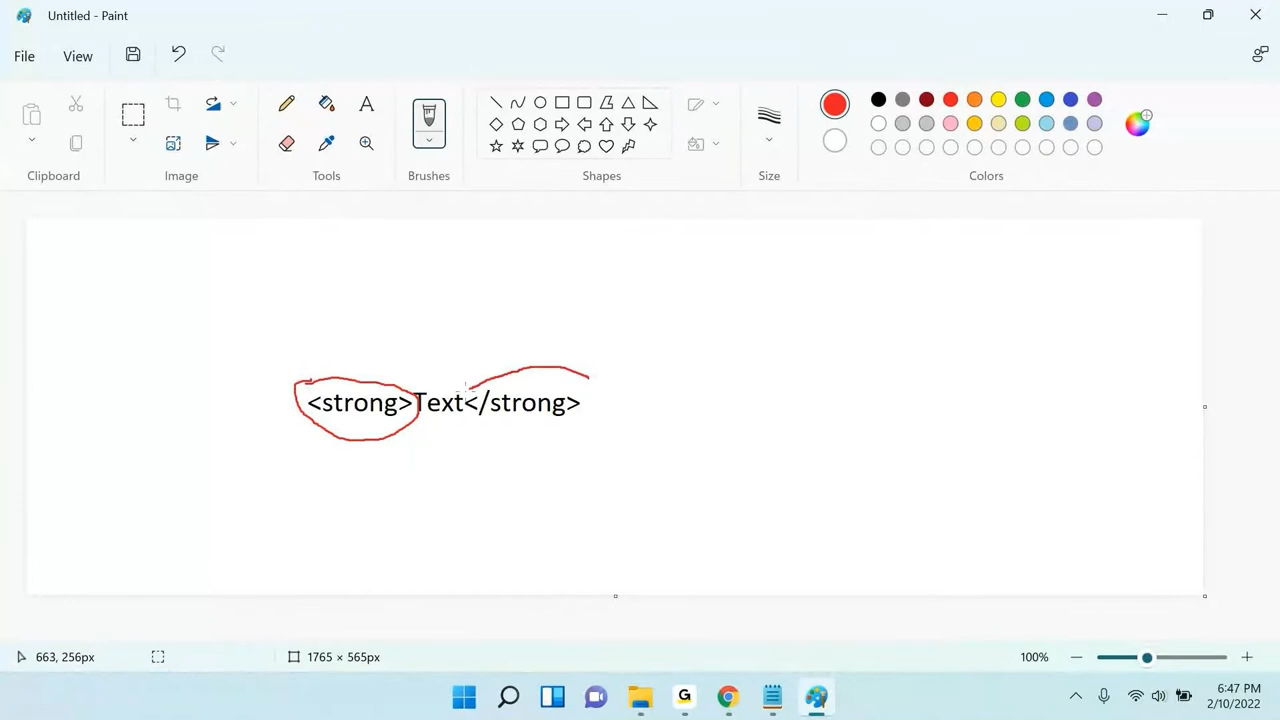 Untitled - Paint
File
View
Clipboard
Image
Tools
Brushes
Shapes
Size
Colors
<strong>Text</strong>
663, 256px
1765 × 565px
100%
G
6:47 PM
2/10/2022